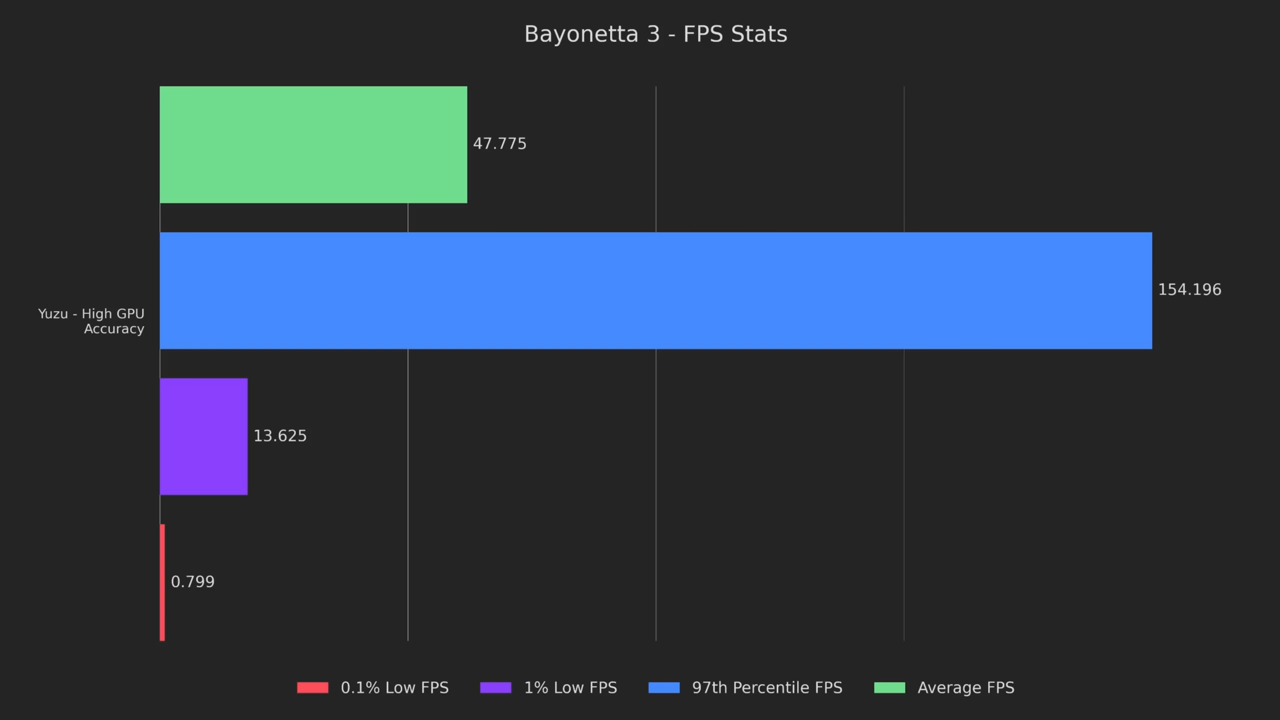 Bayonetta 3 - FPS Stats
47.775
154.196
Yuzu - High GPU
Accuracy
13.625
0.799
0.1% Low FPS
1% Low FPS
97th Percentile FPS
Average FPS